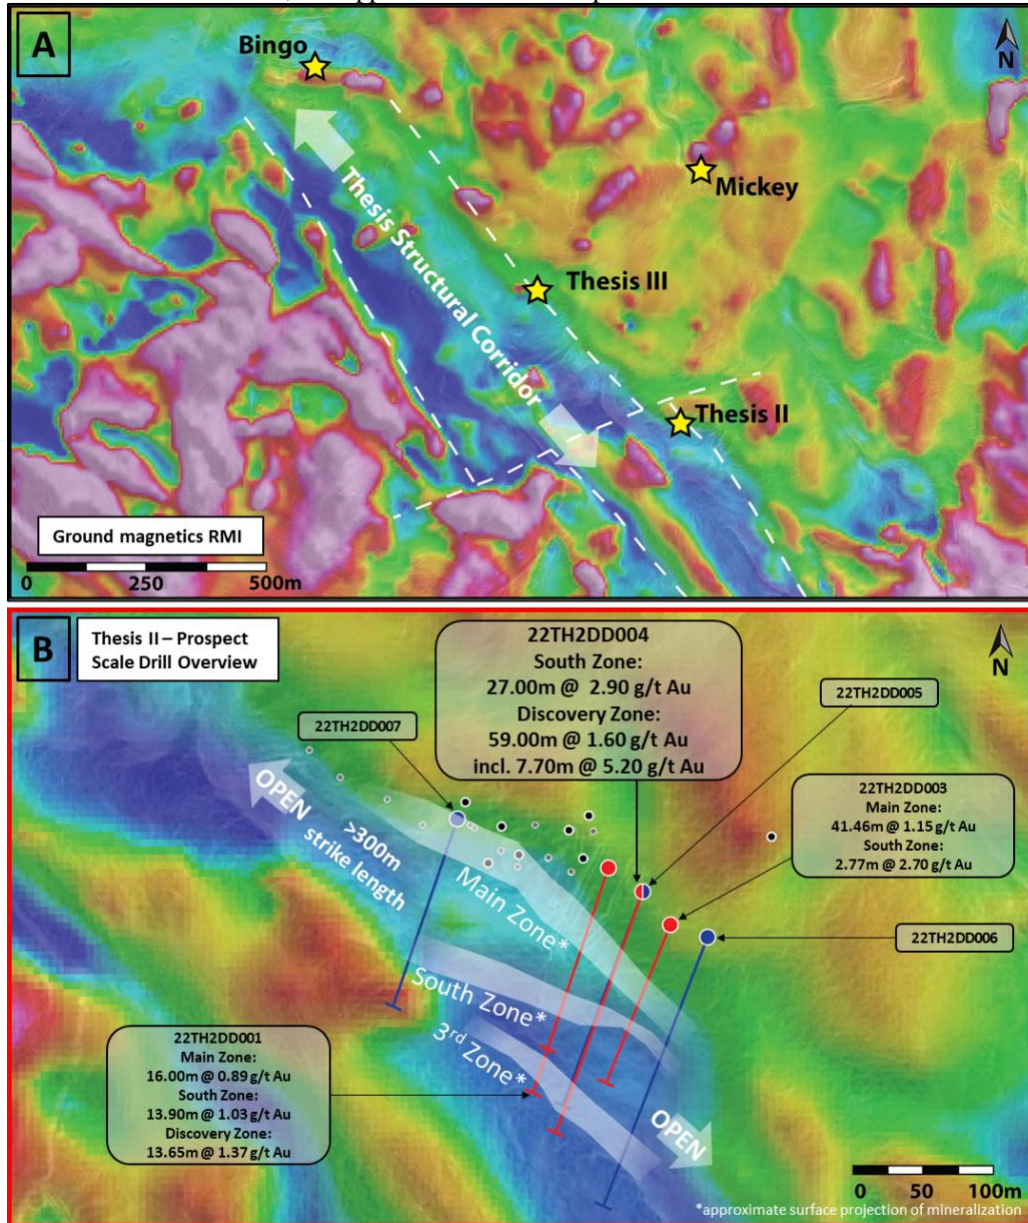 A
N
Bingo
Mickey
Thesis III
Thesis Structural Corridor
Thesis II
Ground magnetics RMI
0 250 500m
B
Thesis II – Prospect
Scale Drill Overview
N
22TH2DD004
South Zone:
27.00m @ 2.90 g/t Au
Discovery Zone:
59.00m @ 1.60 g/t Au
incl. 7.70m @ 5.20 g/t Au
22TH2DD005
22TH2DD007
22TH2DD003
Main Zone:
41.46m @ 1.15 g/t Au
South Zone:
2.77m @ 2.70 g/t Au
OPEN
>300m
strike length
Main Zone*
22TH2DD006
South Zone*
3rd Zone*
22TH2DD001
Main Zone:
16.00m @ 0.89 g/t Au
South Zone:
13.90m @ 1.03 g/t Au
Discovery Zone:
13.65m @ 1.37 g/t Au
OPEN
0 50 100m
*approximate surface projection of mineralization